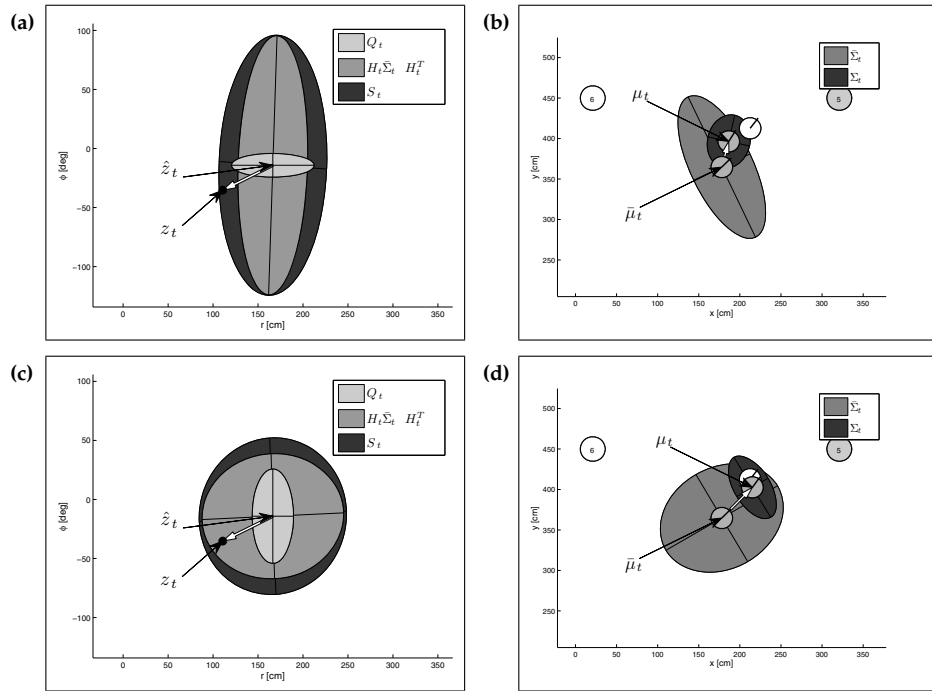 (a)
100
50
0
−50
−100
ϕ [deg]
0 50 100 150 200 250 300 350
r [cm]
Q_t
H_t Σ̄_t H_t^T
S_t
ẑ_t
z_t
(b)
500
450
400
350
300
250
y [cm]
0 50 100 150 200 250 300 350
x [cm]
Σ̄_t
Σ_t
6
5
μ_t
μ̄_t
(c)
100
50
0
−50
−100
ϕ [deg]
0 50 100 150 200 250 300 350
r [cm]
Q_t
H_t Σ̄_t H_t^T
S_t
ẑ_t
z_t
(d)
500
450
400
350
300
250
y [cm]
0 50 100 150 200 250 300 350
x [cm]
Σ̄_t
Σ_t
6
5
μ_t
μ̄_t